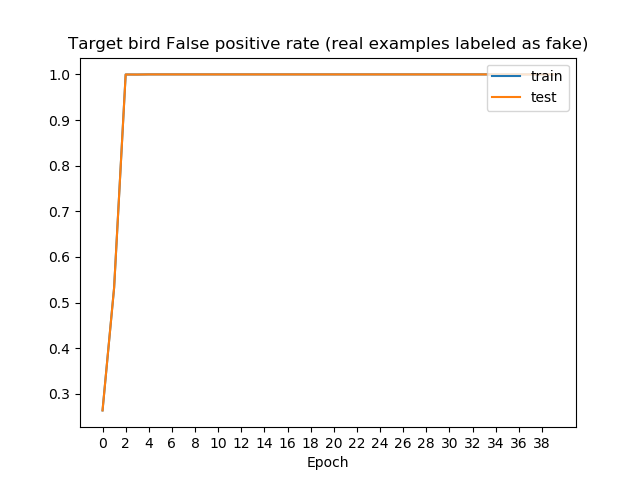 Target bird False positive rate (real examples labeled as fake)
1.0
0.9
0.8
0.7
0.6
0.5
0.4
0.3
train
test
0 2 4 6 8 10 12 14 16 18 20 22 24 26 28 30 32 34 36 38
Epoch